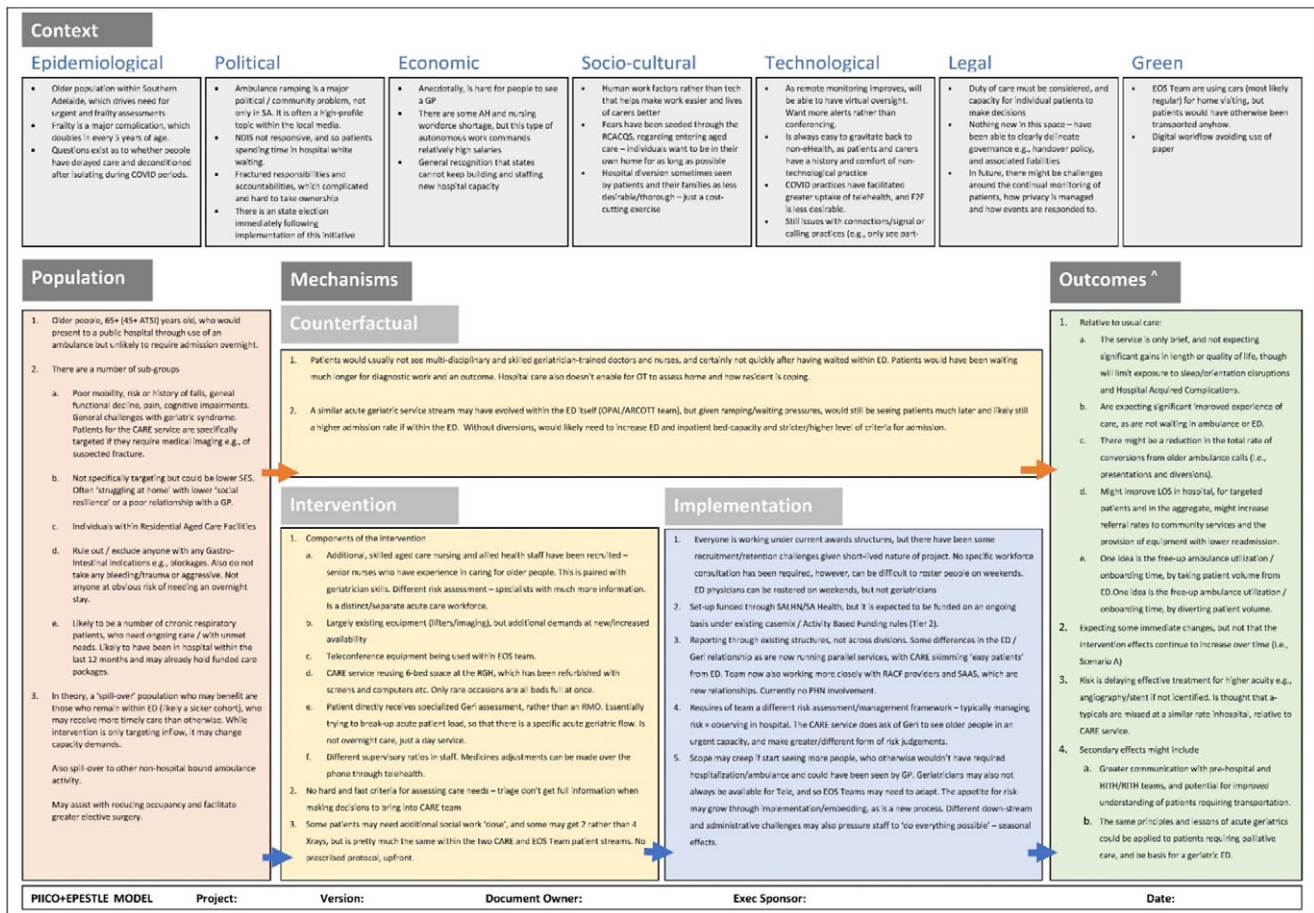 Context
Epidemiological
• Older population within Southern
Adelaide, which drives need for
urgent and frailty assessments
• Frailty is a major complication, which
doubles in every 5 years of age.
• Questions exist as to whether people
have delayed care and deconditioned
after isolating during COVID periods.
Political
• Ambulance ramping is a major
political / community problem, not
only in SA. It is often a high-profile
topic within the local media.
• NDIS not responsive, and so patients
spending time in hospital white
waiting.
• Fractured responsibilities and
accountabilities, which complicated
and hard to take ownership
• There is an state election
immediately following
implementation of this initiative
Economic
• Anecdotally, is hard for people to see
a GP
• There are some AH and nursing
workforce shortage, but this type of
autonomous work commands
relatively high salaries
• General recognition that states
cannot keep building and staffing
new hospital capacity
Socio-cultural
• Human work factors rather than tech
that helps make work easier and lives
of carers better
• Fears have been seeded through the
RCACQS, regarding entering aged
care – individuals want to be in their
own home for as long as possible
• Hospital diversion sometimes seen
by patients and their families as less
desirable/thorough – just a cost-
cutting exercise
Technological
• As remote monitoring improves, will
be able to have virtual oversight.
Want more alerts rather than
conferencing.
• Is always easy to gravitate back to
non-eHealth, as patients and carers
have a history and comfort of non-
technological practice
• COVID practices have facilitated
greater uptake of telehealth, and F2F
is less desirable.
• Still issues with connections/signal or
calling practices (e.g., only see part-
Legal
• Duty of care must be considered, and
capacity for individual patients to
make decisions
• Nothing new in this space – have
been able to clearly delineate
governance e.g., handover policy, and
associated liabilities
• In future, there might be challenges
around the continual monitoring of
patients, how privacy is managed
and how events are responded to.
Green
• EOS Team are using cars (most likely
regular) for home visiting, but
patients would have otherwise been
transported anyhow.
• Digital workflow avoiding use of
paper
Population
1. Older people, 65+ (45+ ATSI) years old, who would
present to a public hospital through use of an
ambulance but unlikely to require admission overnight.
2. There are a number of sub-groups
a. Poor mobility, risk or history of falls, geneal
functional decline, pain, cognitive impairments.
General challenges with geriatric syndrome.
Patients for the CARE service are specifically
targeted if they require medical imaging e.g., of
suspected fracture.
b. Not specifically targeting but could be lower SES.
Often 'struggling at home' with lower 'social
resilience' or a poor relationship with a GP.
c. Individuals within Residential Aged Care Facilities
d. Rule out / exclude anyone with any Gastro-
Intestinal indications e.g., blockages. Also do not
take any bleeding/trauma or aggressive. Not
anyone at obvious risk of needing an overnight
stay.
e. Likely to be a number of chronic respiratory
patients, who need ongoing care / with unmet
needs. Likely to have been in hospital within the
last 12 months and may already hold funded care
packages.
3. In theory, a 'spill-over' population who may benefit are
those who remain within ED (likely a sicker cohort), who
may receive more timely care than otherwise. While
intervention is only targeting inflow, it may change
capacity demands.
Also spill-over to other non-hospital bound ambulance
activity.
May assist with reducing occupancy and facilitate
greater elective surgery.
Mechanisms
Counterfactual
1. Patients would usually not see multi-disciplinary and skilled geriatrician-trained doctors and nurses, and certainly not quickly after having waited within ED. Patients would have been waiting
much longer for diagnostic work and an outcome. Hospital care also doesn't enable for OT to assess home and how resident is coping.
2. A similar acute geriatric service stream may have evolved within the ED itself (OPAL/ARCOTT team), but given ramping/waiting pressures, would still be seeing patients much later and likely still
a higher admission rate if within the ED. Without diversions, would likely need to increase ED and inpatient bed-capacity and stricter/higher level of criteria for admission.
Intervention
1. Components of the intervention
a. Additional, skilled aged care nursing and allied health staff have been recruited –
senior nurses who have experience in caring for older people. This is paired with
geriatrician skills. Different risk assessment – specialists with much more information.
Is a distinct/separate acute care workforce.
b. Largely existing equipment (lifters/imaging), but additional demands at new/increased
availability
c. Teleconference equipment being used within EOS team.
d. CARE service reusing 6-bed space at the RGH, which has been refurbished with
screens and computers etc. Only rare occasions are all beds full at once.
e. Patient directly receives specialized Geri assessment, rather than an RMO. Essentially
trying to break-up acute patient load, so that there is a specific acute geriatric flow. Is
not overnight care, just a day service.
f. Different supervisory ratios in staff. Medicines adjustments can be made over the
phone through telehealth.
2. No hard and fast criteria for assessing care needs – triage don't get full information when
making decisions to bring into CARE team
3. Some patients may need additional social work 'dose', and some may get 2 rather than 4
Xrays, but is pretty much the same within the two CARE and EOS Team patient streams. No
prescribed protocol, upfront.
Implementation
1. Everyone is working under current awards structures, but there have been some
recruitment/retention challenges given short-lived nature of project. No specific workforce
consultation has been required, however, can be difficult to roster people on weekends.
ED physicians can be rostered on weekends, but not geriatricians
2. Set-up funded through SALHN/SA Health, but it is expected to be funded on an ongoing
basis under existing casemix / Activity Based Funding rules (Tier 2).
3. Reporting through existing structures, not across divisions. Some differences in the ED /
Geri relationship as are now running parallel services, with CARE skimming 'easy patients'
from ED. Team now also working more closely with RACF providers and SAAS, which are
new relationships. Currently no PHN involvement.
4. Requires of team a different risk assessment/management framework – typically managing
risk = observing in hospital. The CARE service does ask of Geri to see older people in an
urgent capacity, and make greater/different form of risk judgements.
5. Scope may creep if start seeing more people, who otherwise wouldn't have required
hospitalization/ambulance and could have been seen by GP. Geriatricians may also not
always be available for Tele, and so EOS Teams may need to adapt. The appetite for risk
may grow through implementation/embedding, as is a new process. Different down-stream
and administrative challenges may also pressure staff to 'do everything possible' – seasonal
effects.
Outcomes ^
1. Relative to usual care:
a. The service is only brief, and not expecting
significant gains in length or quality of life, though
will limit exposure to sleep/orientation disruptions
and Hospital Acquired Complications.
b. Are expecting significant improved experience of
care, as are not waiting in ambulance or ED.
c. There might be a reduction in the total rate of
conversions from older ambulance calls (i.e.,
presentations and diversions).
d. Might improve LOS in hospital, for targeted
patients and in the aggregate, might increase
referral rates to community services and the
provision of equipment with lower readmission.
e. One idea is the free-up ambulance utilization /
onboarding time, by taking patient volume from
ED.One idea is the free-up ambulance utilization /
onboarding time, by diverting patient volume.
2. Expecting some immediate changes, but not that the
intervention effects continue to increase over time (i.e.,
Scenario A)
3. Risk is delaying effective treatment for higher acuity e.g.,
angiography/stent if not identified. Is thought that a-
typicals are missed at a similar rate inhospital, relative to
CARE service.
4. Secondary effects might include
a. Greater communication with pre-hospital and
HITH/RITH teams, and potential for improved
understanding of patients requiring transportation.
b. The same principles and lessons of acute geriatrics
could be applied to patients requiring palliative
care, and be basis for a geriatric ED.
PIICO+EPESTLE MODEL Project: Version: Document Owner: Exec Sponsor: Date: